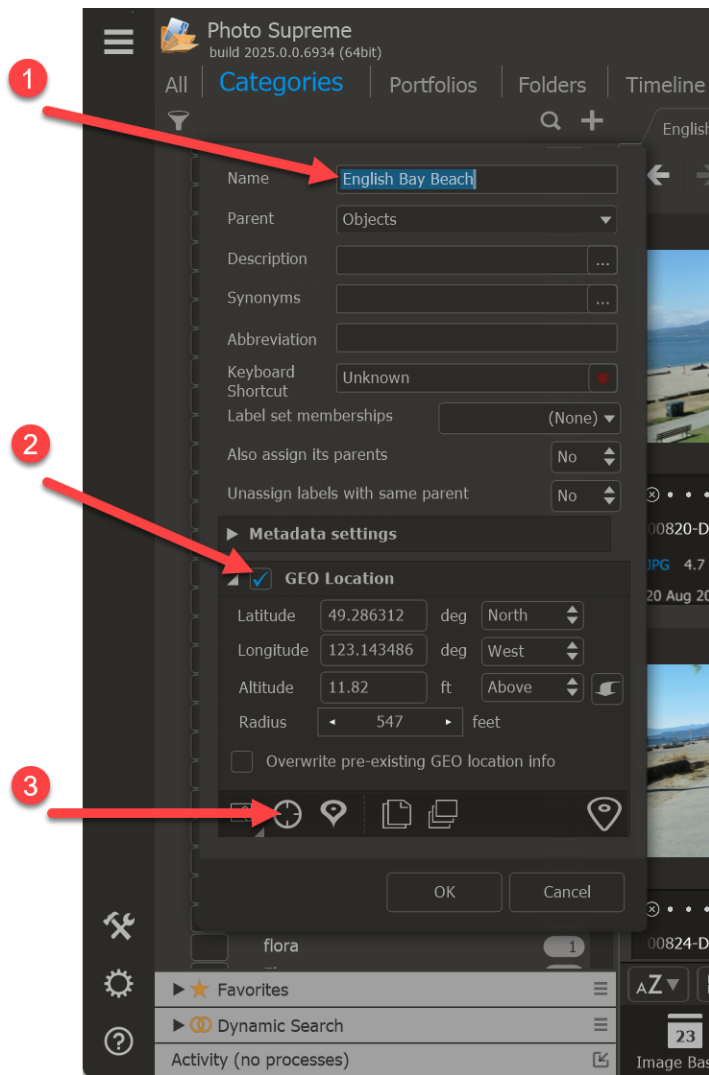 Photo Supreme
build 2025.0.0.6934 (64bit)
1
All Categories Portfolios Folders Timeline
English
Name English Bay Beach
Parent Objects
Description ...
Synonyms ...
Abbreviation
Keyboard Shortcut Unknown
Label set memberships (None)
2
Also assign its parents No
Unassign labels with same parent No
Metadata settings
00820-D
JPG 4.7
GEO Location
20 Aug 20
Latitude 49.286312 deg North
Longitude 123.143486 deg West
Altitude 11.82 ft Above
Radius 547 feet
Overwrite pre-existing GEO location info
3
OK Cancel
flora 1
00824-D
Favorites
AZ
Dynamic Search
23
Activity (no processes)
Image Bas